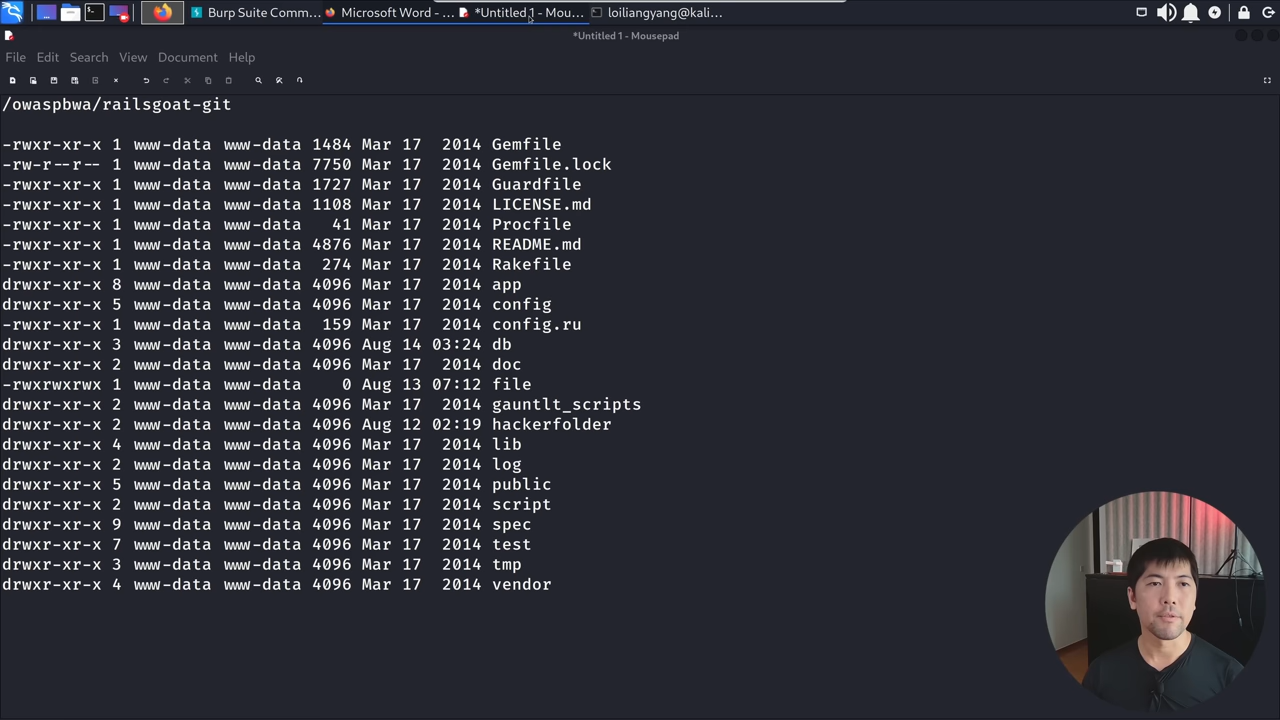 Burp Suite Comm... Microsoft Word - ... *Untitled 1 - Mou... loiliangyang@kali...
*Untitled 1 - Mousepad
File Edit Search View Document Help
/owaspbwa/railsgoat-git
-rwxr-xr-x 1 www-data www-data 1484 Mar 17 2014 Gemfile
-rw-r--r-- 1 www-data www-data 7750 Mar 17 2014 Gemfile.lock
-rwxr-xr-x 1 www-data www-data 1727 Mar 17 2014 Guardfile
-rwxr-xr-x 1 www-data www-data 1108 Mar 17 2014 LICENSE.md
-rwxr-xr-x 1 www-data www-data 41 Mar 17 2014 Procfile
-rwxr-xr-x 1 www-data www-data 4876 Mar 17 2014 README.md
-rwxr-xr-x 1 www-data www-data 274 Mar 17 2014 Rakefile
drwxr-xr-x 8 www-data www-data 4096 Mar 17 2014 app
drwxr-xr-x 5 www-data www-data 4096 Mar 17 2014 config
-rwxr-xr-x 1 www-data www-data 159 Mar 17 2014 config.ru
drwxr-xr-x 3 www-data www-data 4096 Aug 14 03:24 db
drwxr-xr-x 2 www-data www-data 4096 Mar 17 2014 doc
-rwxrwxrwx 1 www-data www-data 0 Aug 13 07:12 file
drwxr-xr-x 2 www-data www-data 4096 Mar 17 2014 gauntlt_scripts
drwxr-xr-x 2 www-data www-data 4096 Aug 12 02:19 hackerfolder
drwxr-xr-x 4 www-data www-data 4096 Mar 17 2014 lib
drwxr-xr-x 2 www-data www-data 4096 Mar 17 2014 log
drwxr-xr-x 5 www-data www-data 4096 Mar 17 2014 public
drwxr-xr-x 2 www-data www-data 4096 Mar 17 2014 script
drwxr-xr-x 9 www-data www-data 4096 Mar 17 2014 spec
drwxr-xr-x 7 www-data www-data 4096 Mar 17 2014 test
drwxr-xr-x 3 www-data www-data 4096 Mar 17 2014 tmp
drwxr-xr-x 4 www-data www-data 4096 Mar 17 2014 vendor